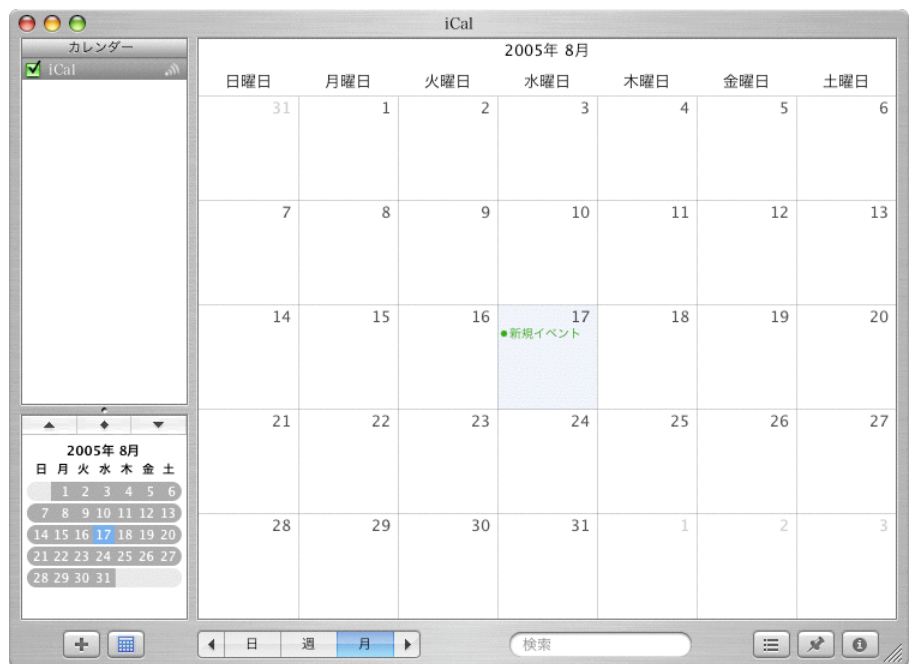 iCal
カレンダー
iCal
2005年 8月
日曜日 月曜日 火曜日 水曜日 木曜日 金曜日 土曜日
31 1 2 3 4 5 6
7 8 9 10 11 12 13
14 15 16 17 18 19 20
●新規イベント
21 22 23 24 25 26 27
28 29 30 31 1 2 3
2005年 8月
日 月 火 水 木 金 土
1 2 3 4 5 6
7 8 9 10 11 12 13
14 15 16 17 18 19 20
21 22 23 24 25 26 27
28 29 30 31
日 週 月
検索